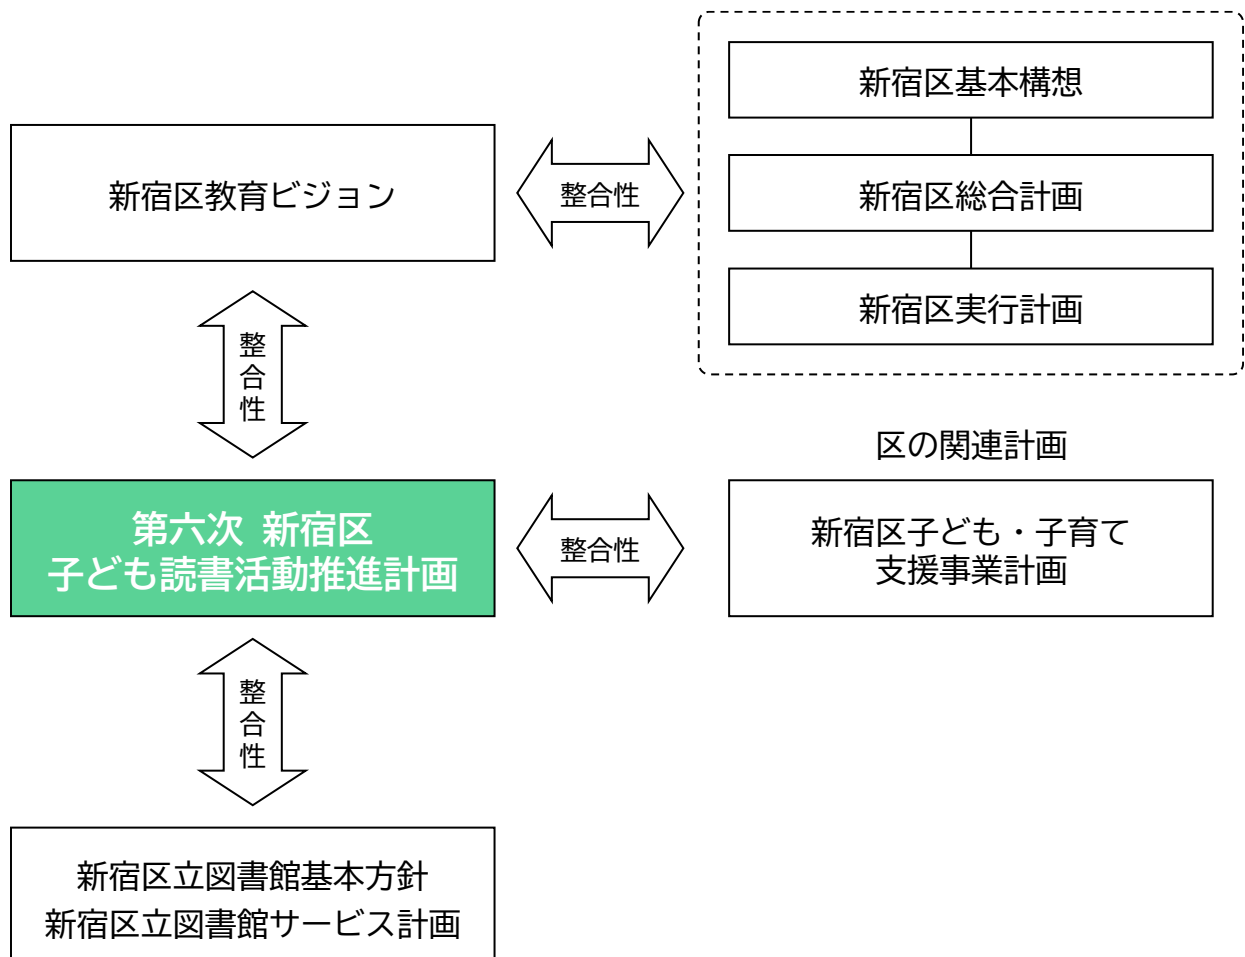 新宿区基本構想
新宿区教育ビジョン
整合性
新宿区総合計画
新宿区実行計画
整合性
区の関連計画
第六次 新宿区
子ども読書活動推進計画
整合性
新宿区子ども・子育て
支援事業計画
整合性
新宿区立図書館基本方針
新宿区立図書館サービス計画